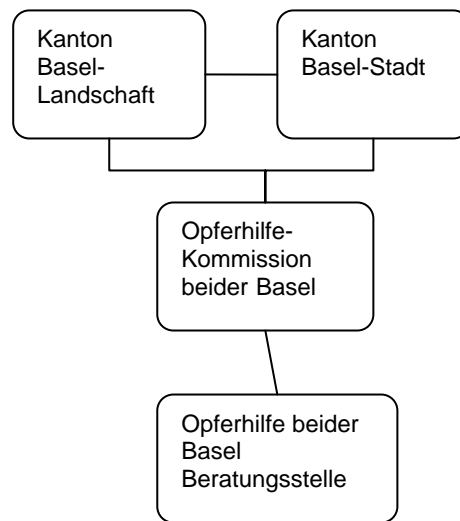 Kanton
Basel-
Landschaft
Kanton
Basel-Stadt
Opferhilfe-
Kommission
beider Basel
Opferhilfe beider
Basel
Beratungsstelle